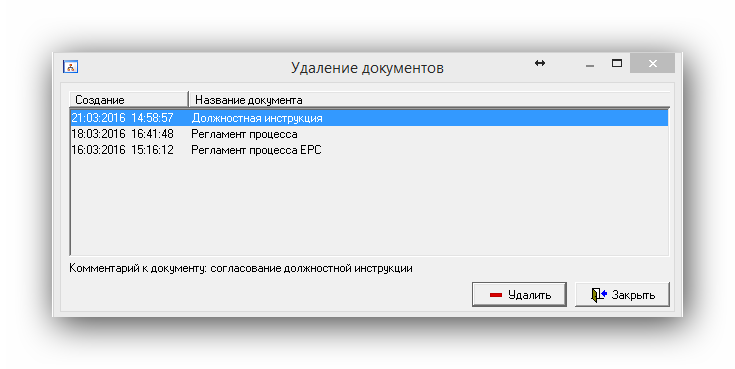 Удаление документов
Создание Название документа
21:03:2016 14:58:57 Должностная инструкция
18:03:2016 16:41:48 Регламент процесса
16:03:2016 15:16:12 Регламент процесса EPC
Комментарий к документу: согласование должностной инструкции
Удалить Закрыть